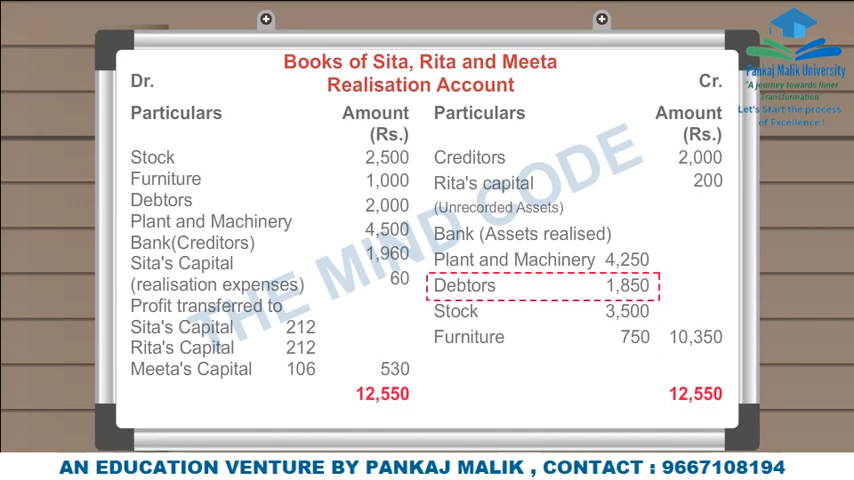 Books of Sita, Rita and Meeta
Realisation Account
Dr. Cr.
Particulars Amount (Rs.) Particulars Amount (Rs.)
Stock 2,500 Creditors 2,000
Furniture 1,000 Rita's capital 200
Debtors 2,000 (Unrecorded Assets)
Plant and Machinery 4,500 Bank (Assets realised)
Bank(Creditors) 1,960 Plant and Machinery 4,250
Sita's Capital 60 Debtors 1,850
(realisation expenses) Stock 3,500
Profit transferred to Furniture 750 10,350
Sita's Capital 212
Rita's Capital 212
Meeta's Capital 106 530
12,550 12,550
THE MIND CODE
Pankaj Malik University
"A journey towards Inner
Transformation"
Let's Start the process
of Excellence !
AN EDUCATION VENTURE BY PANKAJ MALIK , CONTACT : 9667108194